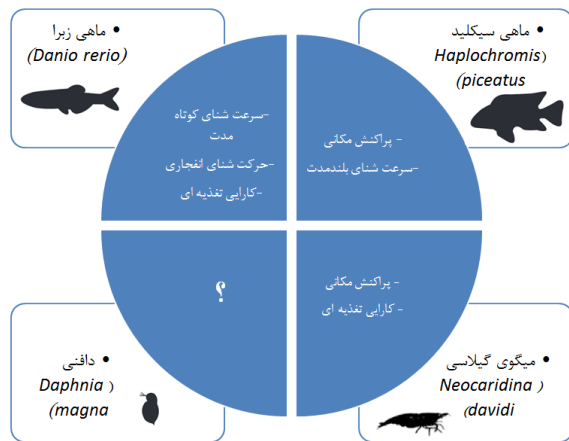 • ماهی زبرا
(Danio rerio)
• ماهی سیکلید
Haplochromis)
(piceatus
-سرعت شنای کوتاه
مدت
-حرکت شنای انفجاری
-کارایی تغذیه ای
- پراکنش مکانی
-سرعت شنای بلندمدت
؟
- پراکنش مکانی
- کارایی تغذیه ای
• دافنی
Daphnia )
(magna
• میگوی گیلاسی
Neocaridina )
(davidi